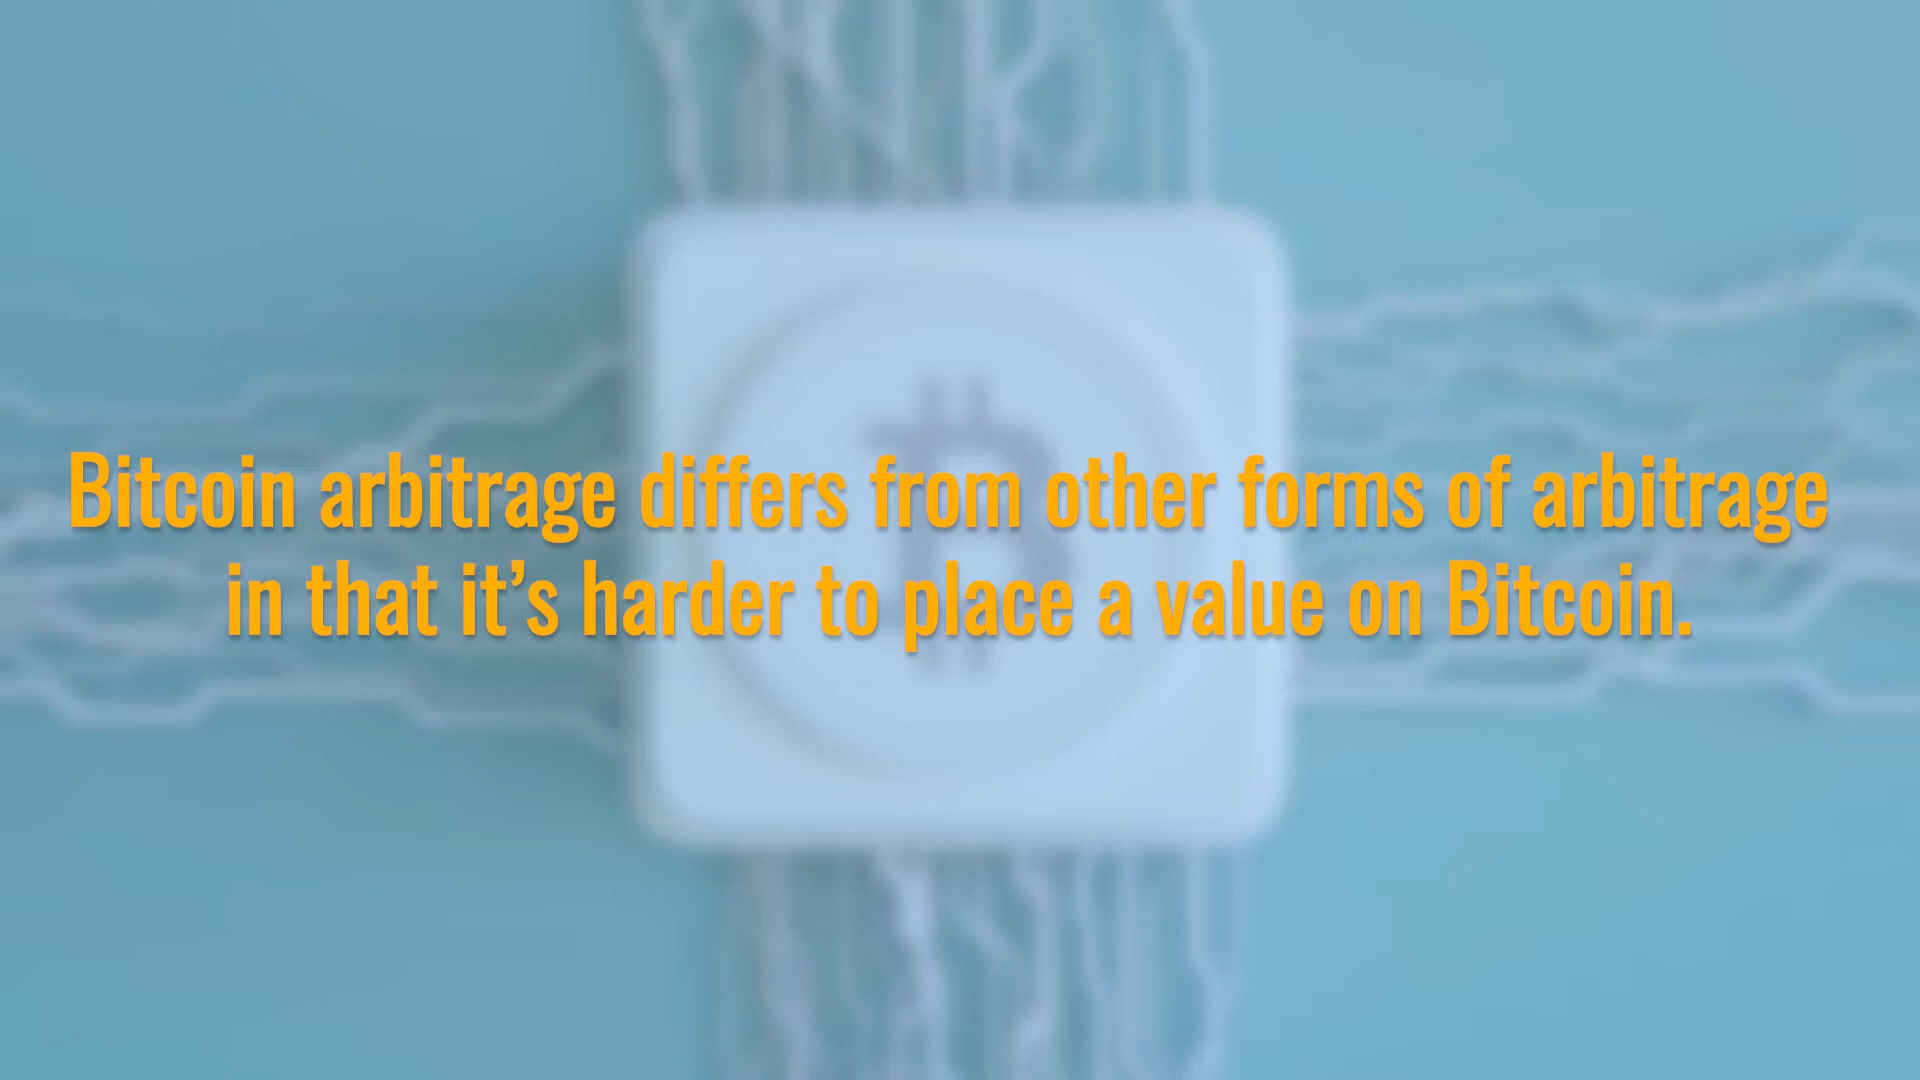 Bitcoin arbitrage differs from other forms of arbitrage
in that it’s harder to place a value on Bitcoin.